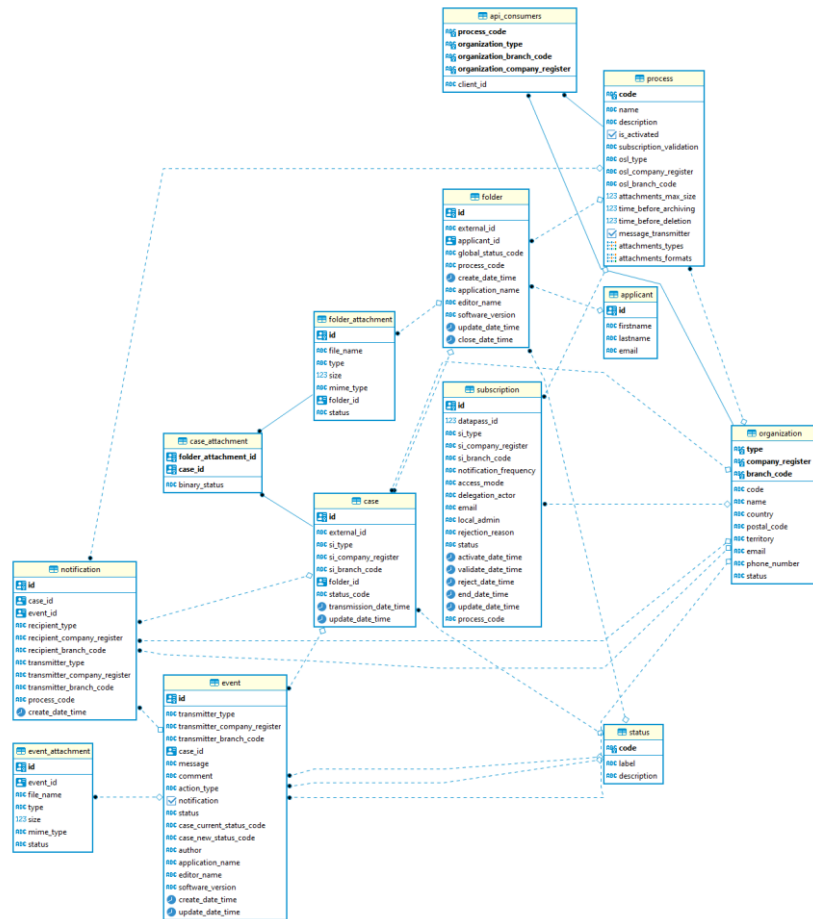 api_consumers
process_code
organization_type
organization_branch_code
organization_company_register
client_id
process
code
name
description
is_activated
subscription_validation
osl_type
osl_company_register
osl_branch_code
attachments_max_size
time_before_archiving
time_before_deletion
message_transmitter
attachments_types
attachments_formats
folder
id
external_id
applicant_id
global_status_code
process_code
create_date_time
application_name
editor_name
software_version
update_date_time
close_date_time
applicant
id
firstname
lastname
email
folder_attachment
id
file_name
type
size
mime_type
folder_id
status
subscription
id
datapass_id
si_type
si_company_register
si_branch_code
notification_frequency
access_mode
delegation_actor
email
local_admin
rejection_reason
status
activate_date_time
validate_date_time
reject_date_time
end_date_time
update_date_time
process_code
organization
type
company_register
branch_code
code
name
country
postal_code
territory
email
phone_number
status
case_attachment
folder_attachment_id
case_id
binary_status
case
id
external_id
si_type
si_company_register
si_branch_code
folder_id
status_code
transmission_date_time
update_date_time
notification
id
case_id
event_id
recipient_type
recipient_company_register
recipient_branch_code
transmitter_type
transmitter_company_register
transmitter_branch_code
process_code
create_date_time
event
id
transmitter_type
transmitter_company_register
transmitter_branch_code
case_id
message
comment
action_type
notification
status
case_current_status_code
case_new_status_code
author
application_name
editor_name
software_version
create_date_time
update_date_time
status
code
label
description
event_attachment
id
event_id
file_name
type
size
mime_type
status